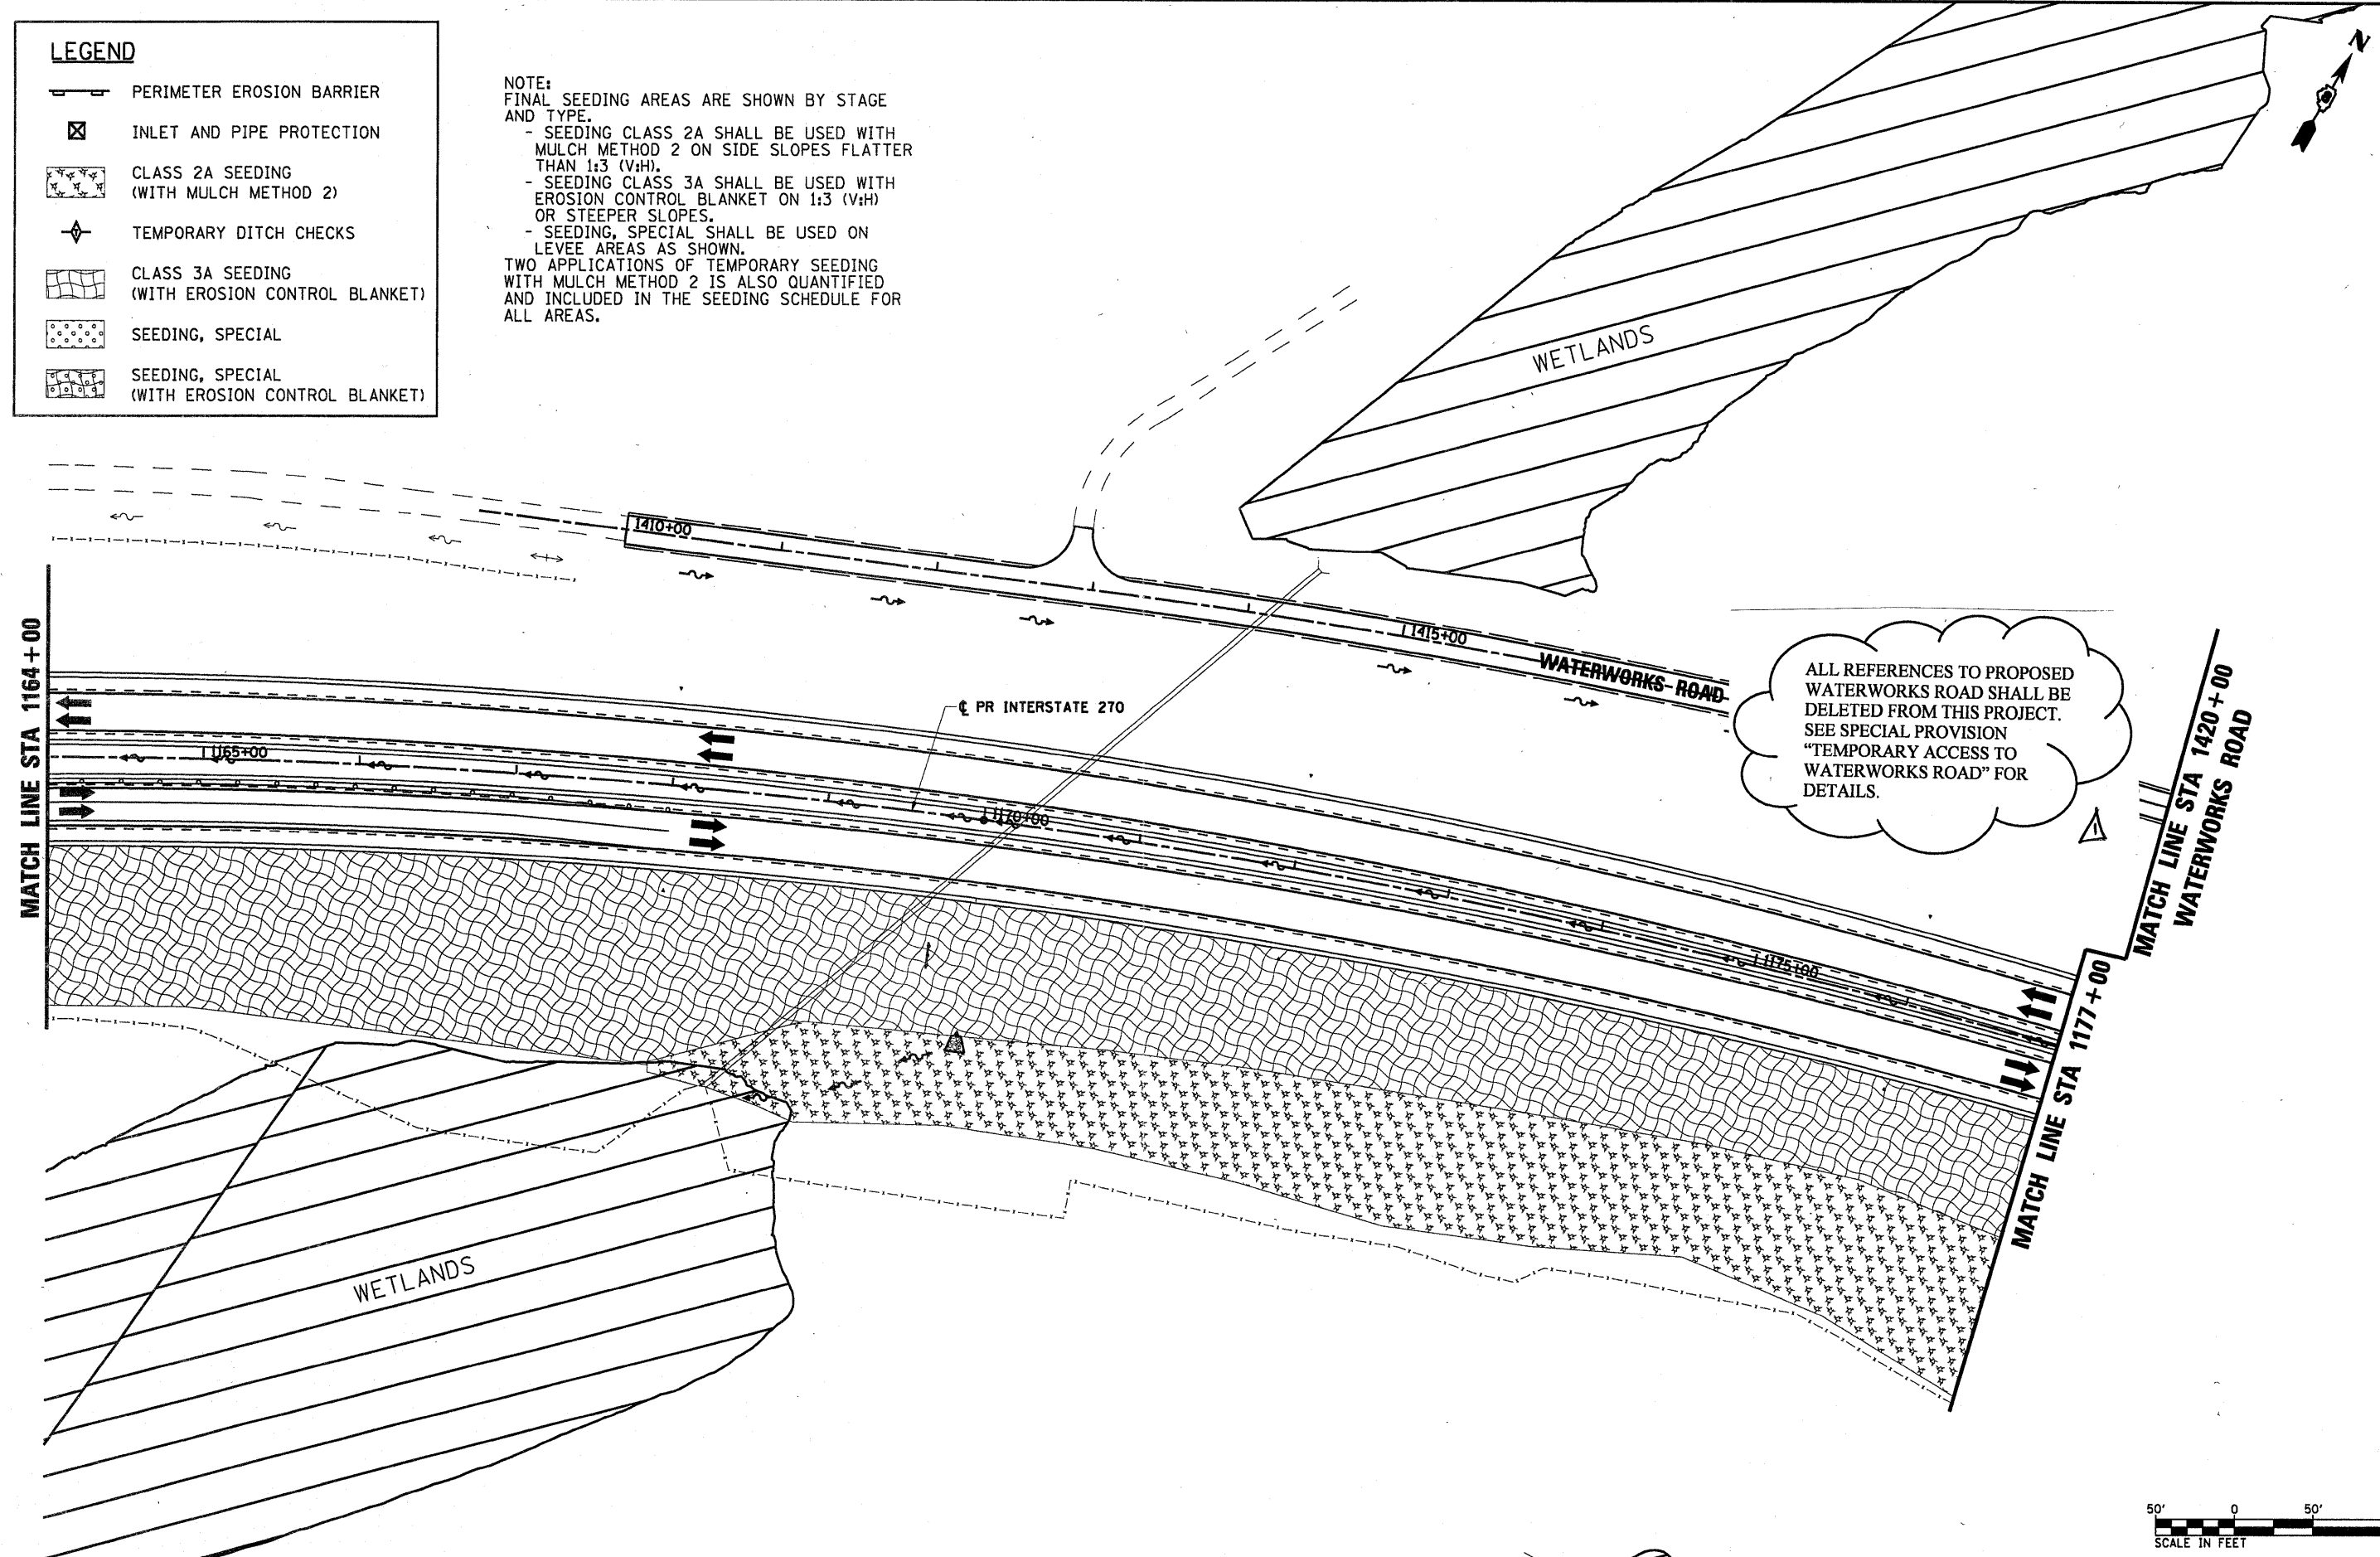 LEGEND
PERIMETER EROSION BARRIER
INLET AND PIPE PROTECTION
CLASS 2A SEEDING
(WITH MULCH METHOD 2)
TEMPORARY DITCH CHECKS
CLASS 3A SEEDING
(WITH EROSION CONTROL BLANKET)
SEEDING, SPECIAL
SEEDING, SPECIAL
(WITH EROSION CONTROL BLANKET)
NOTE:
FINAL SEEDING AREAS ARE SHOWN BY STAGE
AND TYPE.
- SEEDING CLASS 2A SHALL BE USED WITH
MULCH METHOD 2 ON SIDE SLOPES FLATTER
THAN 1:3 (V:H).
- SEEDING CLASS 3A SHALL BE USED WITH
EROSION CONTROL BLANKET ON 1:3 (V:H)
OR STEEPER SLOPES.
- SEEDING, SPECIAL SHALL BE USED ON
LEVEE AREAS AS SHOWN.
TWO APPLICATIONS OF TEMPORARY SEEDING
WITH MULCH METHOD 2 IS ALSO QUANTIFIED
AND INCLUDED IN THE SEEDING SCHEDULE FOR
ALL AREAS.
N
WETLANDS
1410+00
1415+00
WATERWORKS ROAD
ALL REFERENCES TO PROPOSED
WATERWORKS ROAD SHALL BE
DELETED FROM THIS PROJECT.
SEE SPECIAL PROVISION
“TEMPORARY ACCESS TO
WATERWORKS ROAD” FOR
DETAILS.
MATCH LINE STA 1420+00
WATERWORKS ROAD
MATCH LINE STA 1164+00
℄ PR INTERSTATE 270
1165+00
1170+00
1175+00
MATCH LINE STA 1177+00
WETLANDS
50' 0 50'
SCALE IN FEET